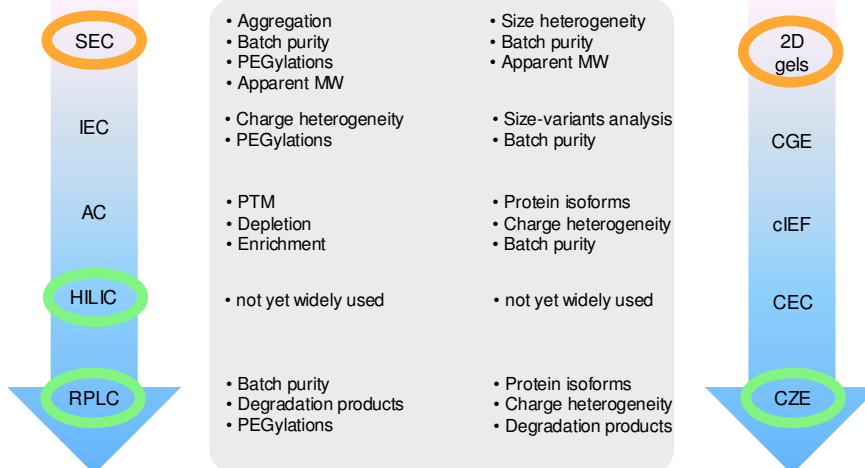 SEC
• Aggregation
• Batch purity
• PEGylations
• Apparent MW
• Size heterogeneity
• Batch purity
• Apparent MW
2D
gels
IEC
• Charge heterogeneity
• PEGylations
• Size-variants analysis
• Batch purity
CGE
AC
• PTM
• Depletion
• Enrichment
• Protein isoforms
• Charge heterogeneity
• Batch purity
cIEF
HILIC
• not yet widely used
• not yet widely used
CEC
RPLC
• Batch purity
• Degradation products
• PEGylations
• Protein isoforms
• Charge heterogeneity
• Degradation products
CZE